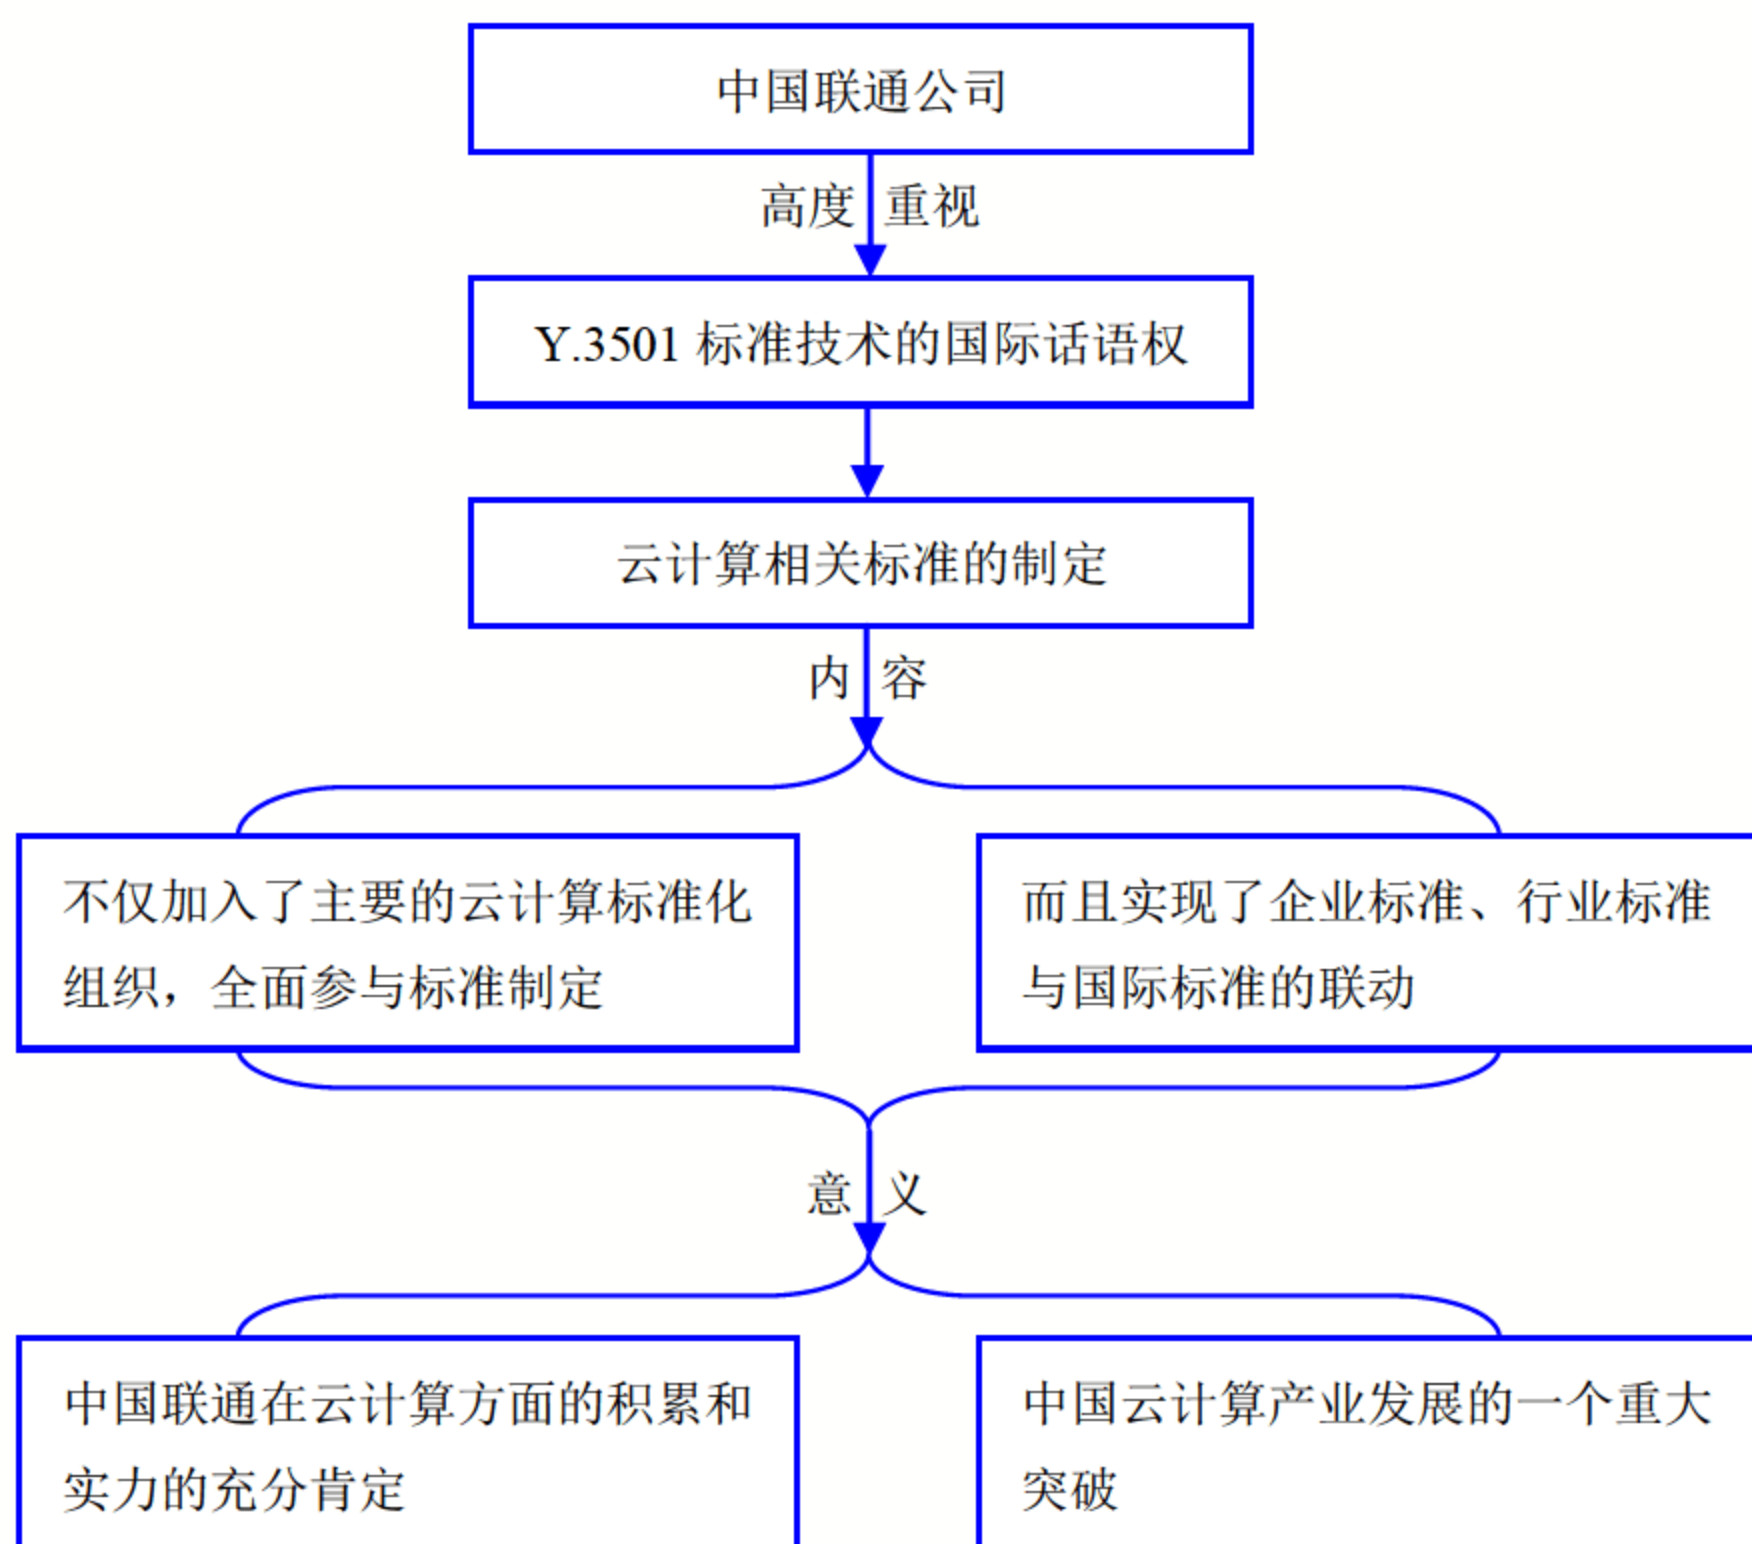 中国联通公司
高度 重视
Y.3501 标准技术的国际话语权
云计算相关标准的制定
内 容
不仅加入了主要的云计算标准化
组织，全面参与标准制定
而且实现了企业标准、行业标准
与国际标准的联动
意 义
中国联通在云计算方面的积累和
实力的充分肯定
中国云计算产业发展的一个重大
突破